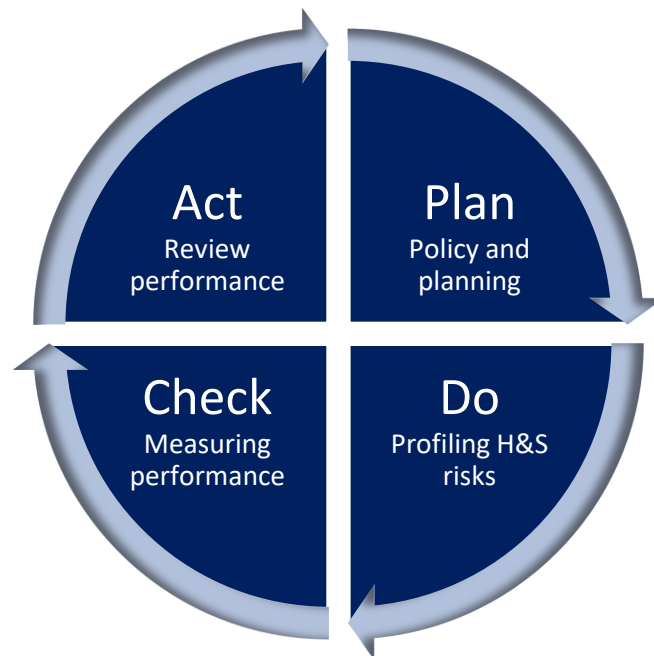 Act
Review
performance
Plan
Policy and
planning
Check
Measuring
performance
Do
Profiling H&S
risks